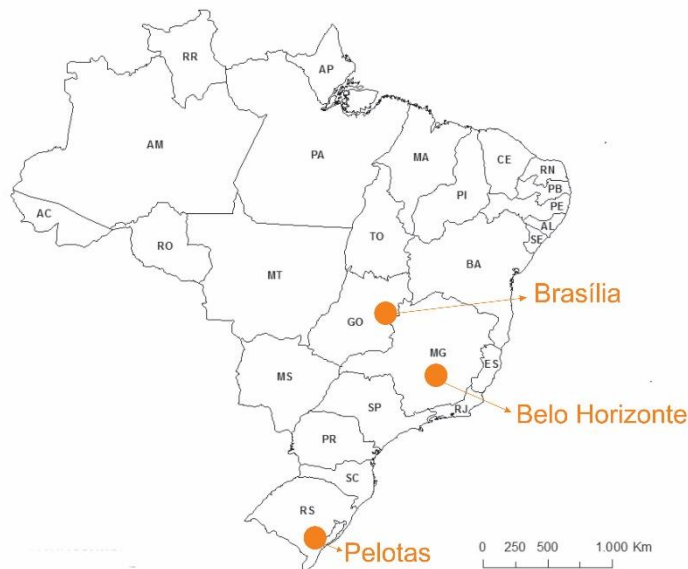 RR
AP
AM
PA
MA
CE
RN
PB
PE
AL
SE
PI
AC
RO
TO
BA
MT
Brasília
GO
MG
ES
MS
SP
RJ
Belo Horizonte
PR
SC
RS
Pelotas
0 250 500 1.000 Km